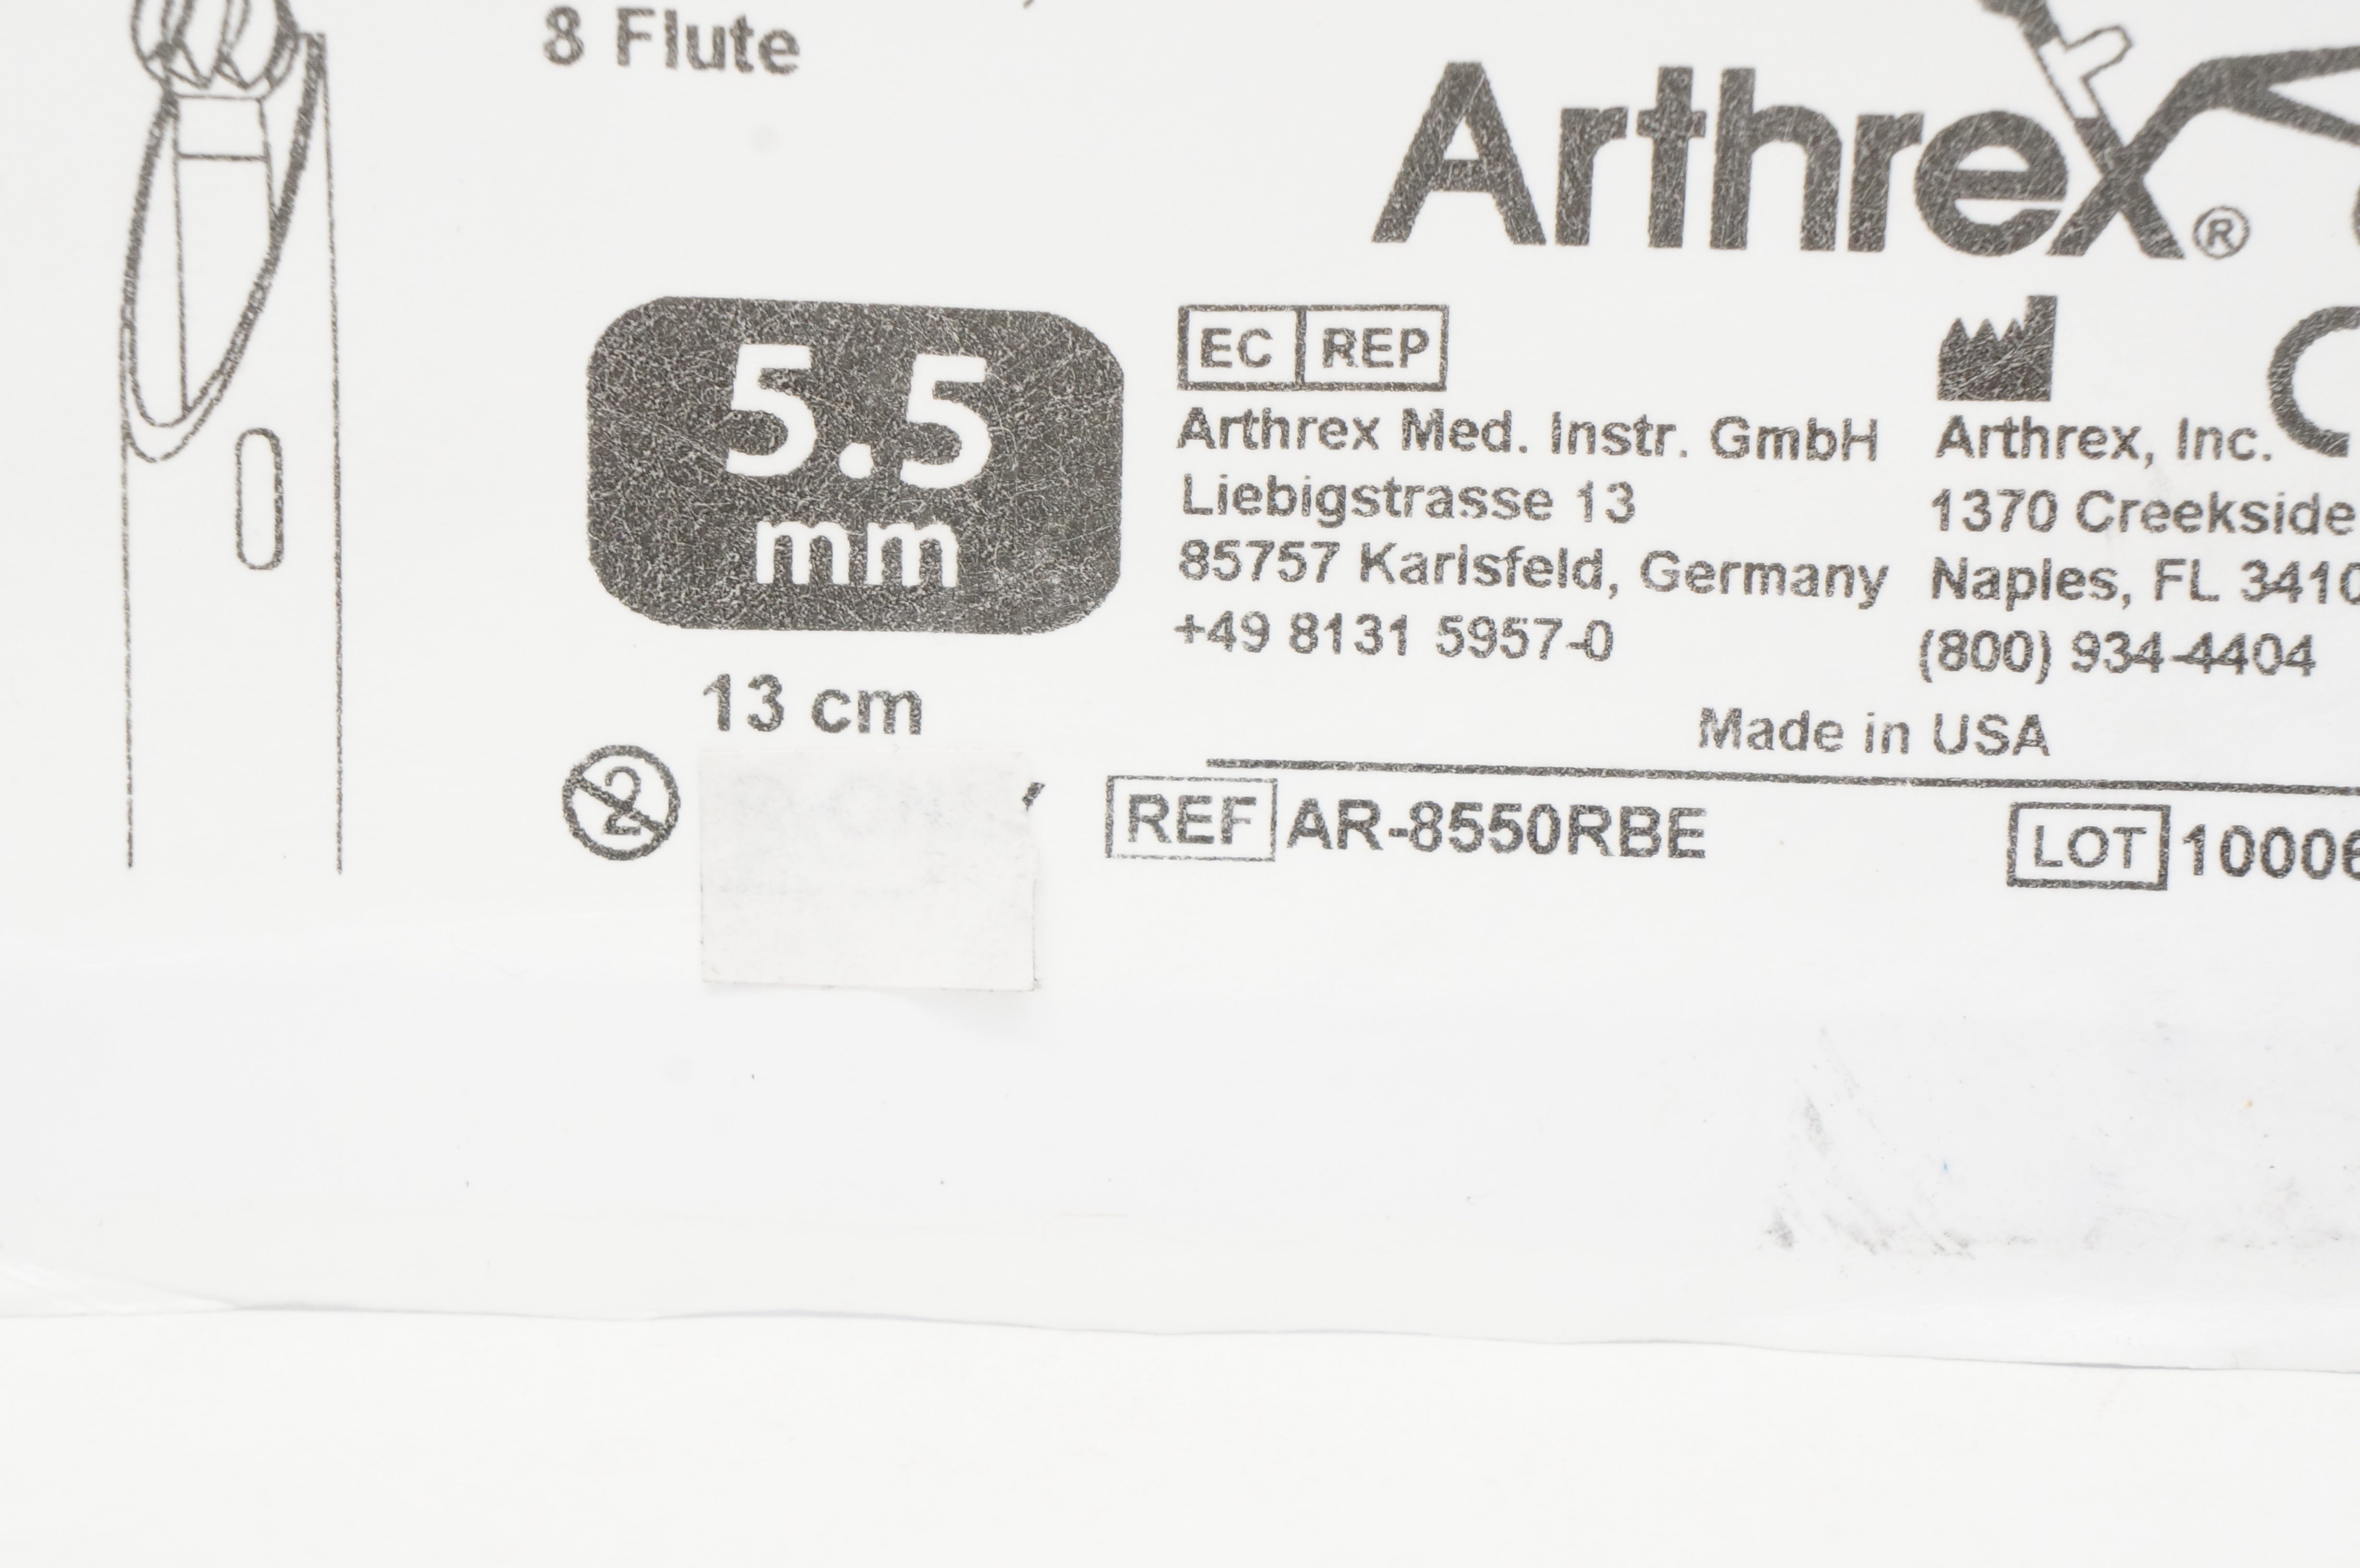 8 Flute
Arthrex®
5.5
mm
13 cm
2
EC REP
Arthrex Med. Instr. GmbH
Liebigstrasse 13
85757 Karlsfeld, Germany
+49 8131 5957-0
Arthrex, Inc.
1370 Creekside
Naples, FL 3410
(800) 934-4404
Made in USA
REF AR-8550RBE
LOT 10006